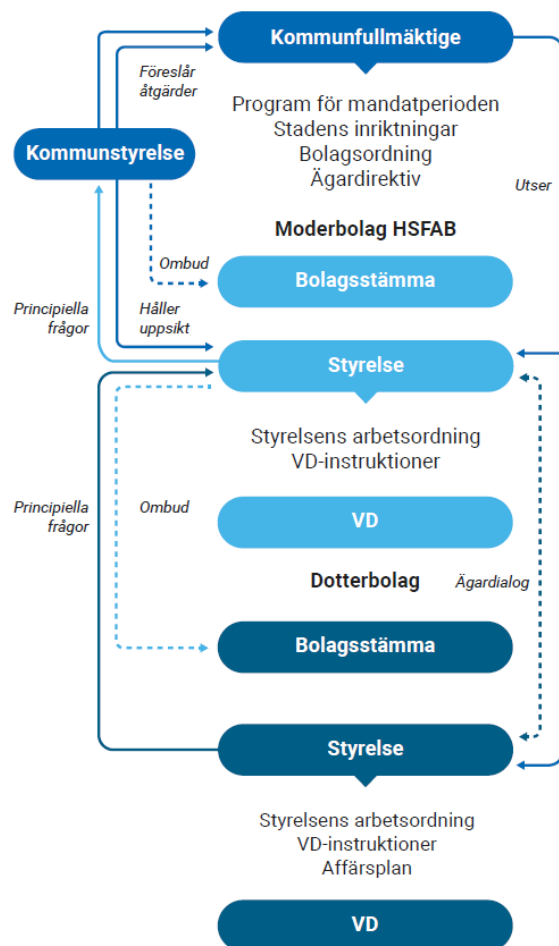 Kommunfullmäktige
Föreslår
åtgärder
Program för mandatperioden
Stadens inriktningar
Bolagsordning
Ägardirektiv
Kommunstyrelse
Utser
Moderbolag HSFAB
Ombud
Bolagsstämma
Principiella
frågor
Håller
uppsikt
Styrelse
Styrelsens arbetsordning
VD-instruktioner
Principiella
frågor
Ombud
VD
Dotterbolag
Ägardialog
Bolagsstämma
Styrelse
Styrelsens arbetsordning
VD-instruktioner
Affärsplan
VD